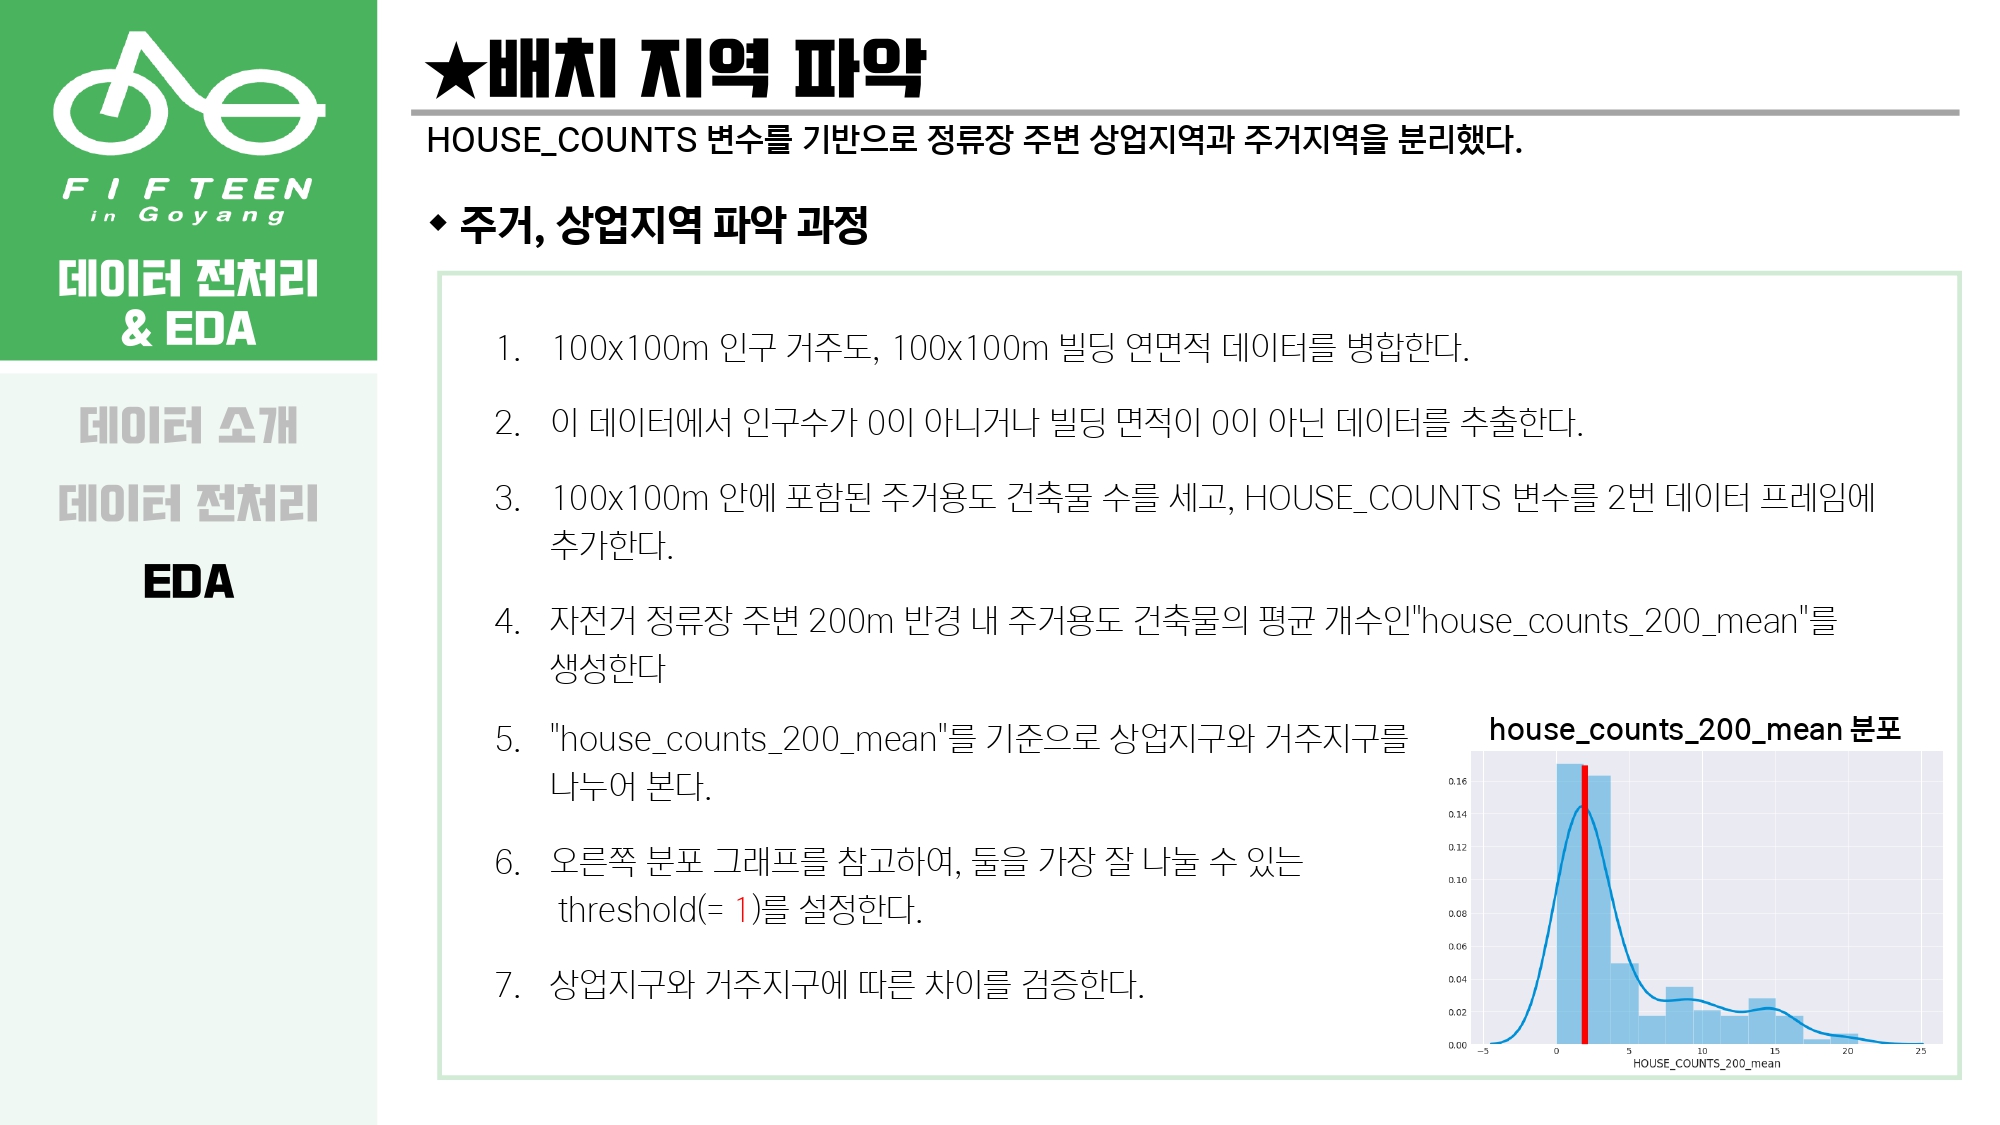 FIFTEEN
in Goyang
데이터 전처리
& EDA
데이터 소개
데이터 전처리
EDA
★배치 지역 파악
HOUSE_COUNTS 변수를 기반으로 정류장 주변 상업지역과 주거지역을 분리했다.
◆ 주거, 상업지역 파악 과정
1. 100x100m 인구 거주도, 100x100m 빌딩 연면적 데이터를 병합한다.
2. 이 데이터에서 인구수가 0이 아니거나 빌딩 면적이 0이 아닌 데이터를 추출한다.
3. 100x100m 안에 포함된 주거용도 건축물 수를 세고, HOUSE_COUNTS 변수를 2번 데이터 프레임에
추가한다.
4. 자전거 정류장 주변 200m 반경 내 주거용도 건축물의 평균 개수인"house_counts_200_mean"를
생성한다
5. "house_counts_200_mean"를 기준으로 상업지구와 거주지구를
나누어 본다.
6. 오른쪽 분포 그래프를 참고하여, 둘을 가장 잘 나눌 수 있는
threshold(= 1)를 설정한다.
7. 상업지구와 거주지구에 따른 차이를 검증한다.
house_counts_200_mean 분포
0.16
0.14
0.12
0.10
0.08
0.06
0.04
0.02
0.00
−5 0 5 10 15 20 25
HOUSE_COUNTS_200_mean